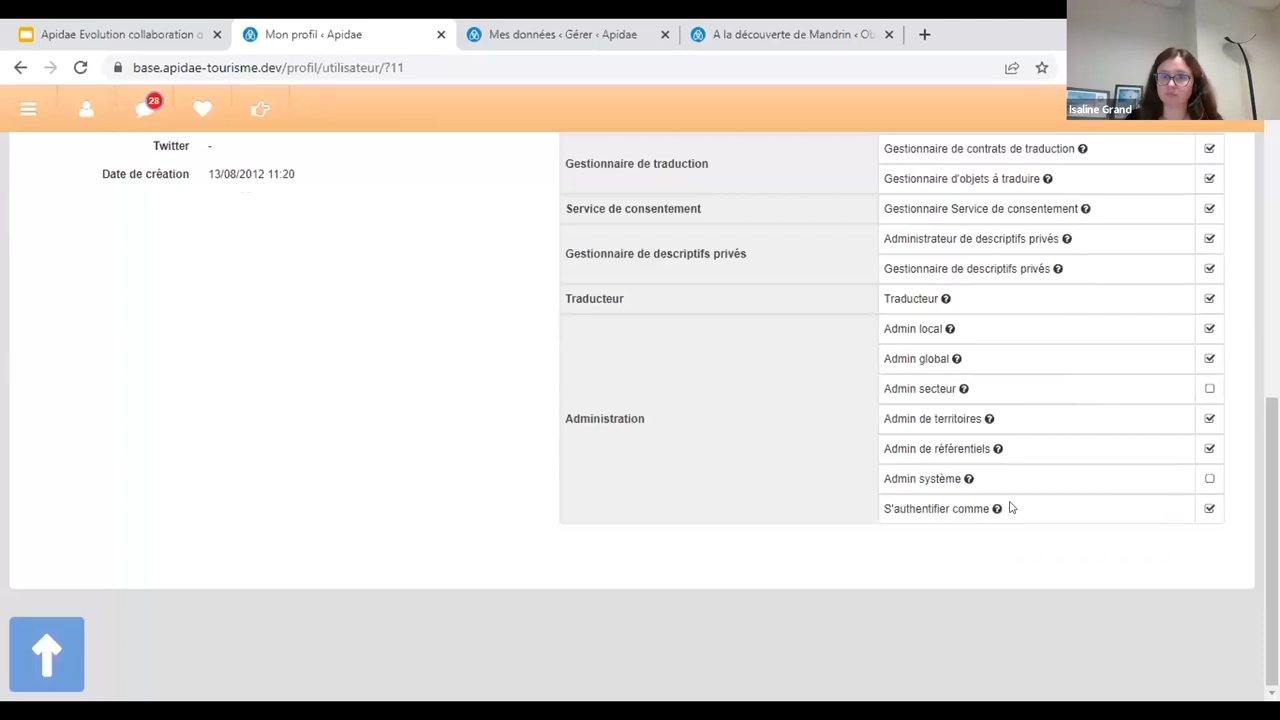 Apidae Evolution collaboration
Mon profil ‹ Apidae
Mes données ‹ Gérer ‹ Apidae
A la découverte de Mandrin ‹ Ob
base.apidae-tourisme.dev/profil/utilisateur/?11
Isaline Grand
28
Twitter -
Date de création 13/08/2012 11:20
Gestionnaire de traduction
Gestionnaire de contrats de traduction
Gestionnaire d'objets à traduire
Service de consentement
Gestionnaire Service de consentement
Gestionnaire de descriptifs privés
Administrateur de descriptifs privés
Gestionnaire de descriptifs privés
Traducteur
Traducteur
Administration
Admin local
Admin global
Admin secteur
Admin de territoires
Admin de référentiels
Admin système
S'authentifier comme